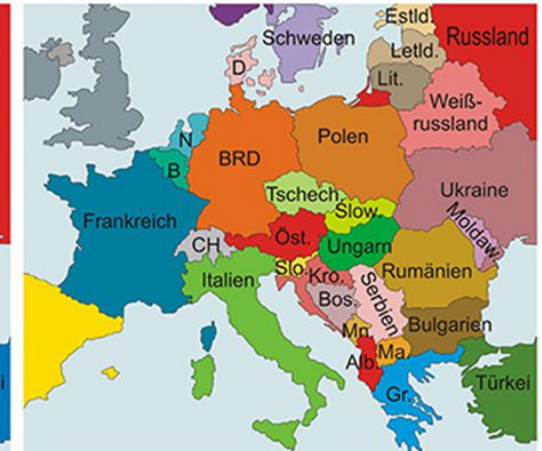 Estld.
Schweden
Russland
Letld.
D
Lit.
Weiß-
russland
Polen
N
BRD
B
Ukraine
Tschech.
Slow.
Moldaw.
Frankreich
Öst.
CH
Ungarn
Slo.
Kro.
Rumänien
Italien
Serbien
Bos.
Mn.
Bulgarien
Ma.
Alb.
Türkei
Gr.
i